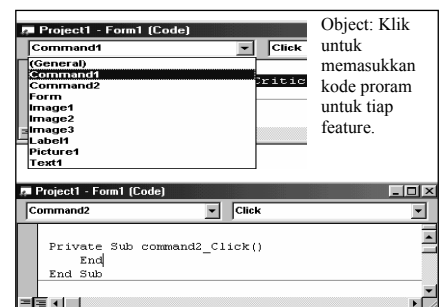 Project1 - Form1 (Code)
Command1
Click
(General)
Command1
Command2
Form
Image1
Image2
Image3
Label1
Picture1
Text1
Critic
Object: Klik
untuk
memasukkan
kode proram
untuk tiap
feature.
Project1 - Form1 (Code)
Command2
Click
Private Sub command2_Click()
End
End Sub